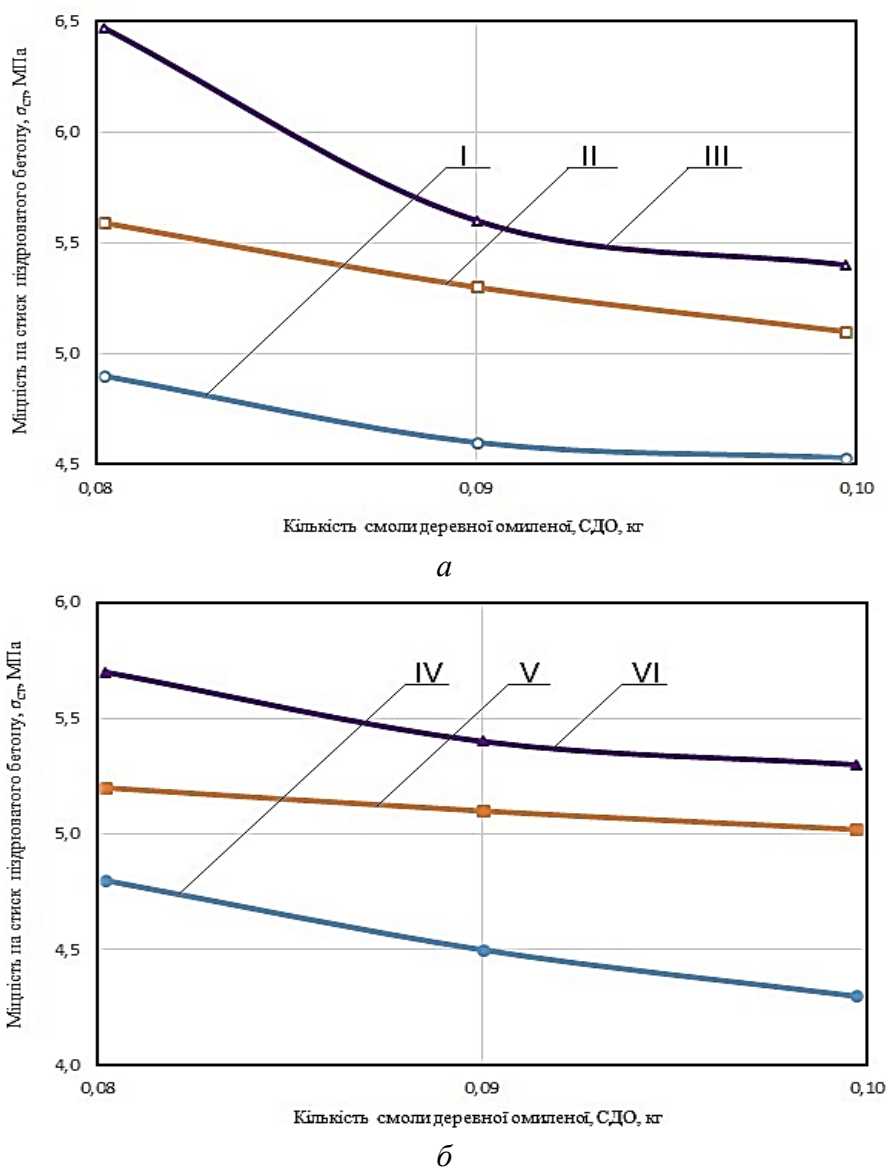 6,5
6,0
5,5
5,0
4,5
Міцність на стиск ніздрюватого бетону, σст, МПа
I
II
III
0,08
0,09
0,10
Кількість смоли деревної омиленої, СДО, кг
а
6,0
5,5
5,0
4,5
4,0
Міцність на стиск ніздрюватого бетону, σст, МПа
IV
V
VI
0,08
0,09
0,10
Кількість смоли деревної омиленої, СДО, кг
б